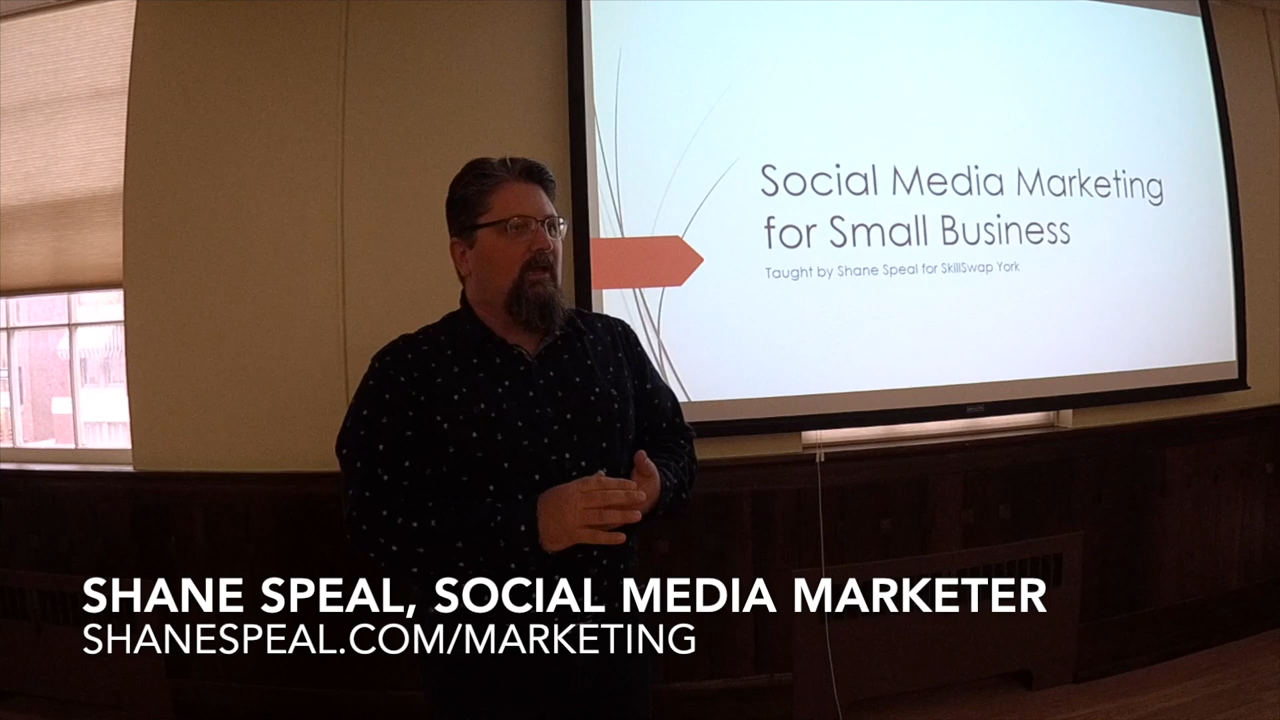 Social Media Marketing
for Small Business
Taught by Shane Speal for SkillSwap York
SHANE SPEAL, SOCIAL MEDIA MARKETER
SHANESPEAL.COM/MARKETING